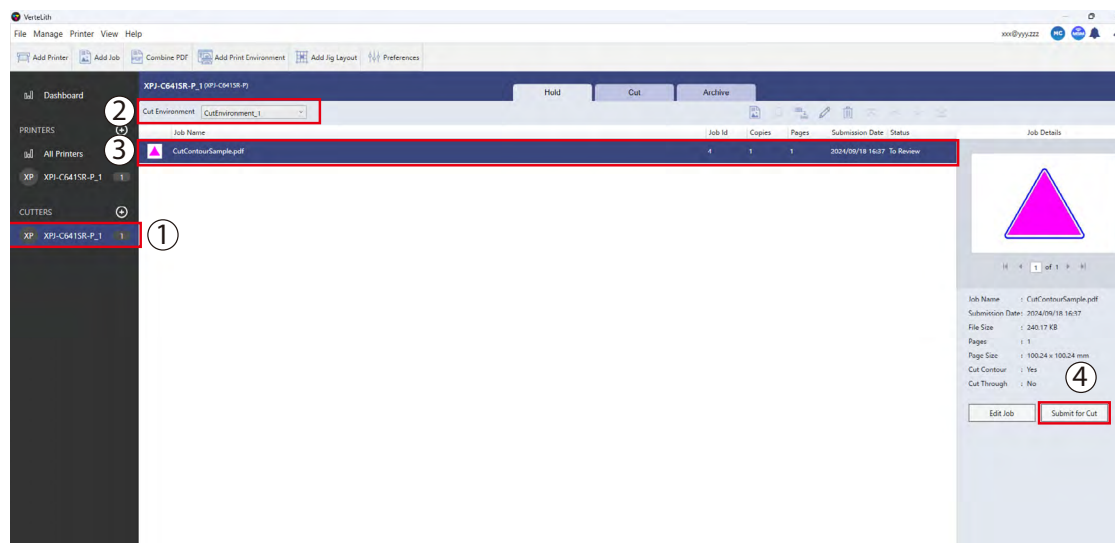 VerteLith
File Manage Printer View Help
xxx@yyy.zzz MC
Add Printer Add Job Combine PDF Add Print Environment Add Jig Layout Preferences
Dashboard
XPJ-C641SR-P_1 (XPJ-C641SR-P)
Hold Cut Archive
② Cut Environment CutEnvironment_1
PRINTERS
Job Name Job Id Copies Pages Submission Date Status Job Details
All Printers
③ CutContourSample.pdf 4 1 1 2024/09/18 16:37 To Review
XP XPJ-C641SR-P_1 1
CUTTERS
XP XPJ-C641SR-P_1 1
①
1 of 1
Job Name : CutContourSample.pdf
Submission Date : 2024/09/18 16:37
File Size : 240.17 KB
Pages : 1
Page Size : 100.24 x 100.24 mm
Cut Contour : Yes
Cut Through : No
④
Edit Job Submit for Cut